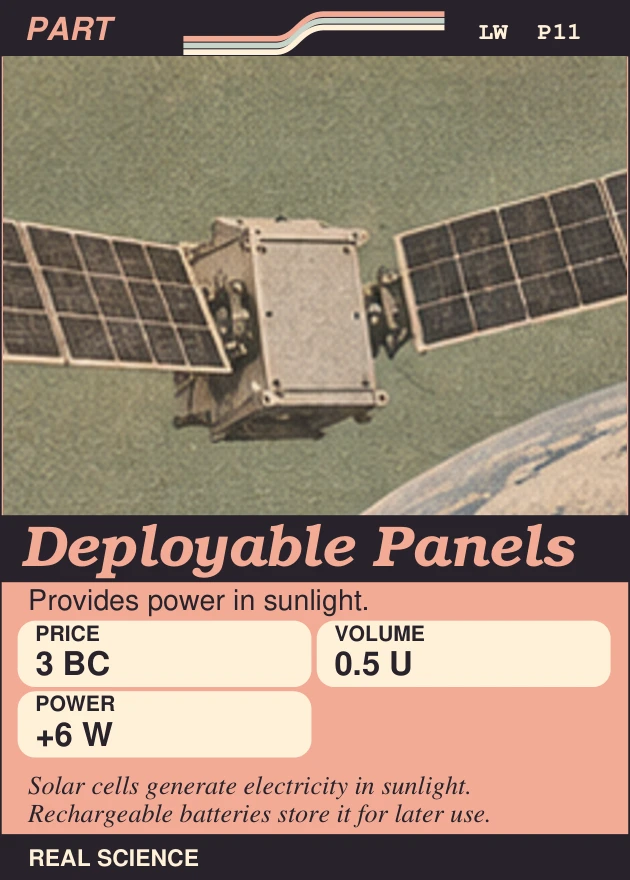 PART
LW P11
Deployable Panels
Provides power in sunlight.
PRICE
3 BC
VOLUME
0.5 U
POWER
+6 W
Solar cells generate electricity in sunlight.
Rechargeable batteries store it for later use.
REAL SCIENCE